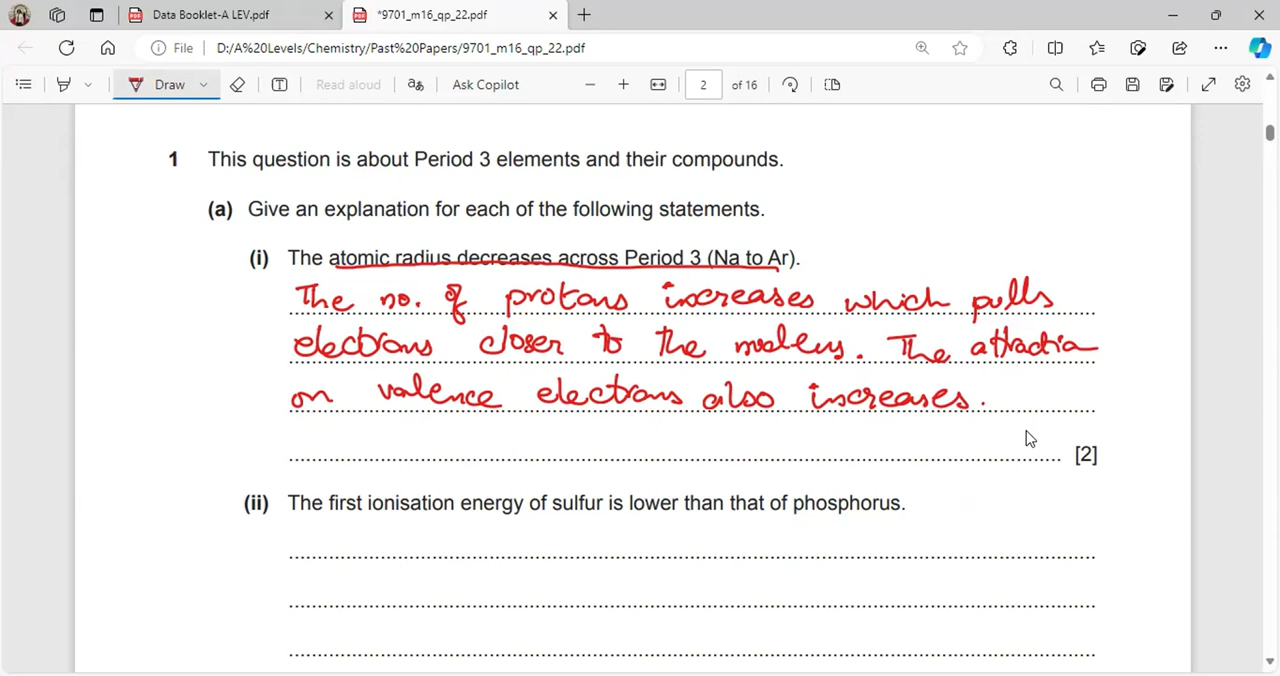 Data Booklet-A LEV.pdf
*9701_m16_qp_22.pdf
File D:/A%20Levels/Chemistry/Past%20Papers/9701_m16_qp_22.pdf
Draw
Read aloud
aあ
Ask Copilot
2 of 16
1 This question is about Period 3 elements and their compounds.
(a) Give an explanation for each of the following statements.
(i) The atomic radius decreases across Period 3 (Na to Ar).
The no. of protons increases which pulls
electrons closer to the nucleus. The attraction
on valence electrons also increases.
[2]
(ii) The first ionisation energy of sulfur is lower than that of phosphorus.